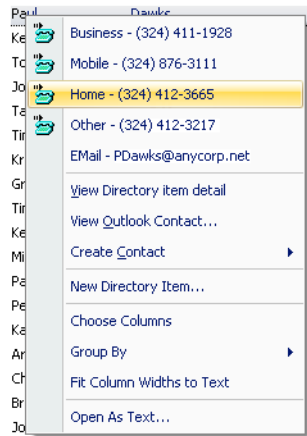 Paul Dawks
Business - (324) 411-1928
Mobile - (324) 876-3111
Home - (324) 412-3665
Other - (324) 412-3217
EMail - PDawks@anycorp.net
View Directory item detail
View Outlook Contact...
Create Contact
New Directory Item...
Choose Columns
Group By
Fit Column Widths to Text
Open As Text...